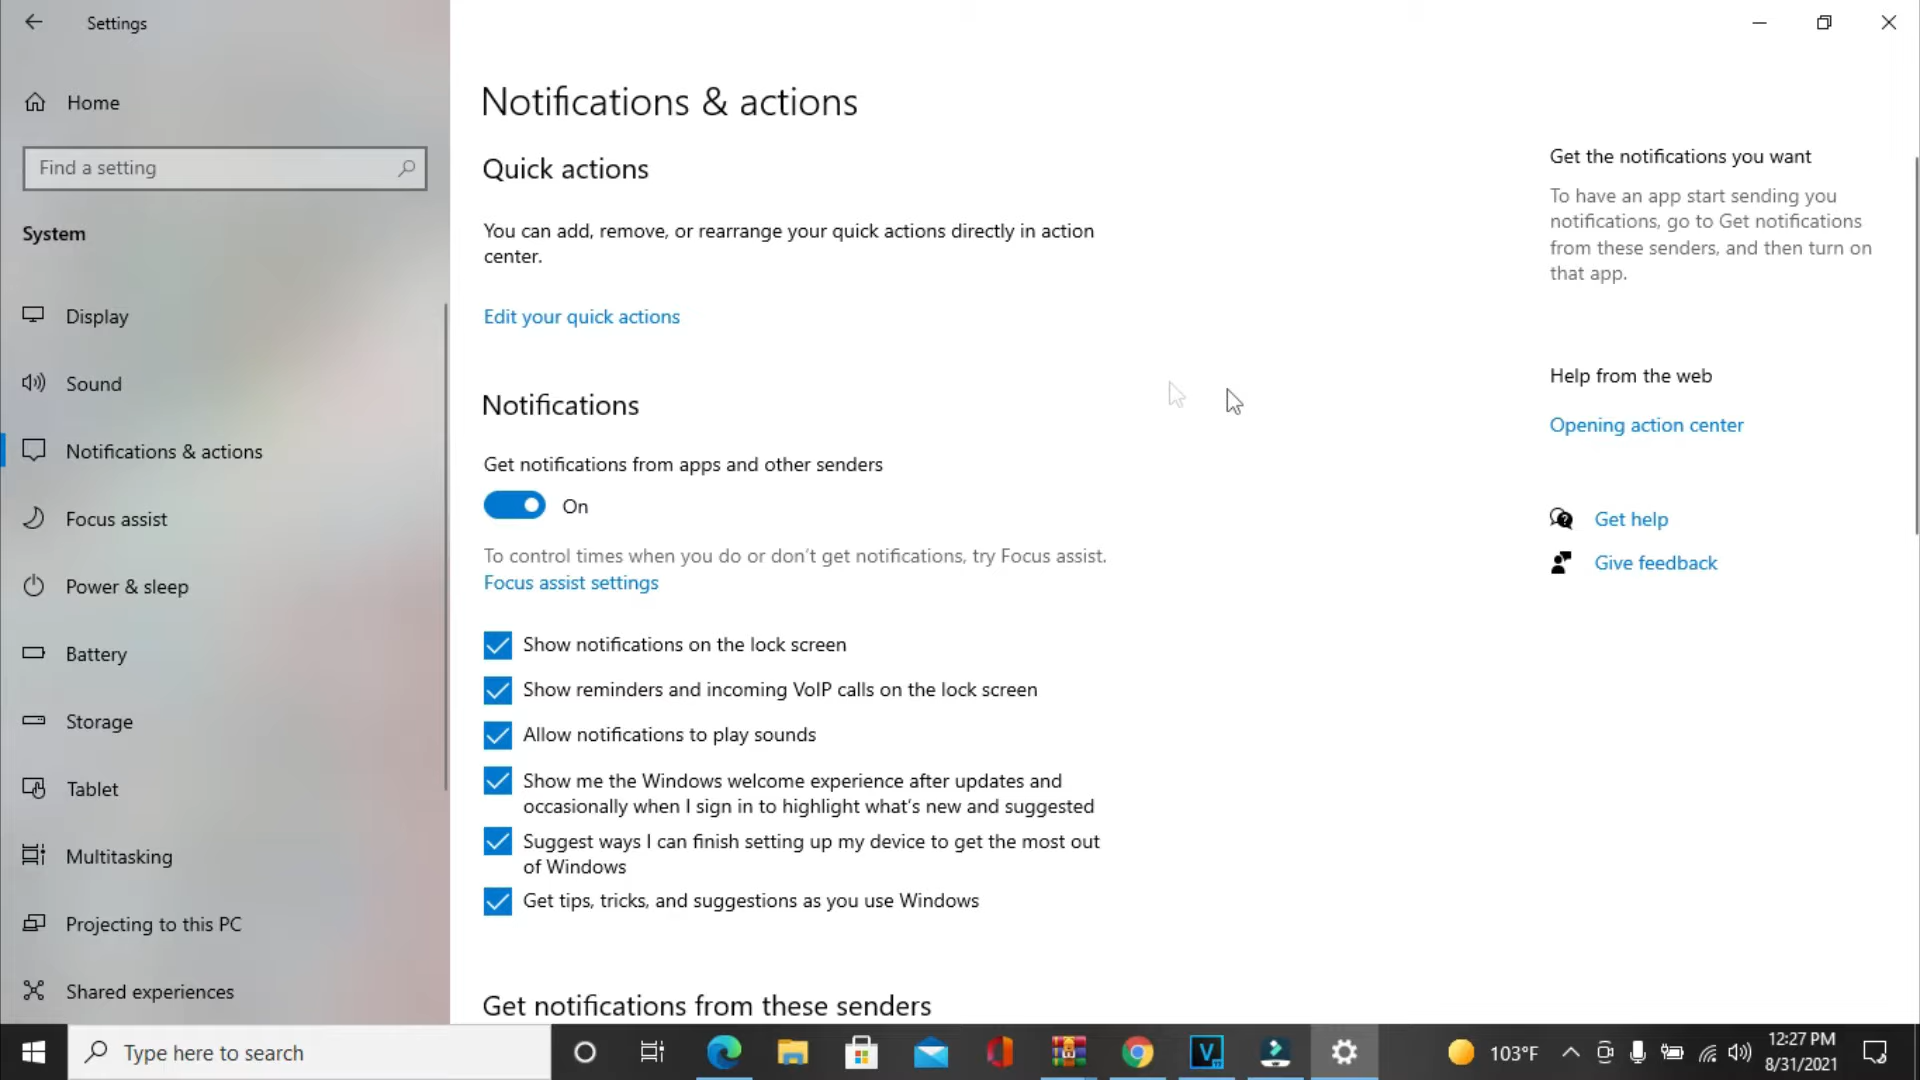 Settings
Home
Find a setting
System
Display
Sound
Notifications & actions
Focus assist
Power & sleep
Battery
Storage
Tablet
Multitasking
Projecting to this PC
Shared experiences
Notifications & actions
Quick actions
You can add, remove, or rearrange your quick actions directly in action
center.
Edit your quick actions
Notifications
Get notifications from apps and other senders
On
To control times when you do or don't get notifications, try Focus assist.
Focus assist settings
Show notifications on the lock screen
Show reminders and incoming VoIP calls on the lock screen
Allow notifications to play sounds
Show me the Windows welcome experience after updates and
occasionally when I sign in to highlight what's new and suggested
Suggest ways I can finish setting up my device to get the most out
of Windows
Get tips, tricks, and suggestions as you use Windows
Get notifications from these senders
Get the notifications you want
To have an app start sending you
notifications, go to Get notifications
from these senders, and then turn on
that app.
Help from the web
Opening action center
Get help
Give feedback
Type here to search
V
103°F
12:27 PM
8/31/2021